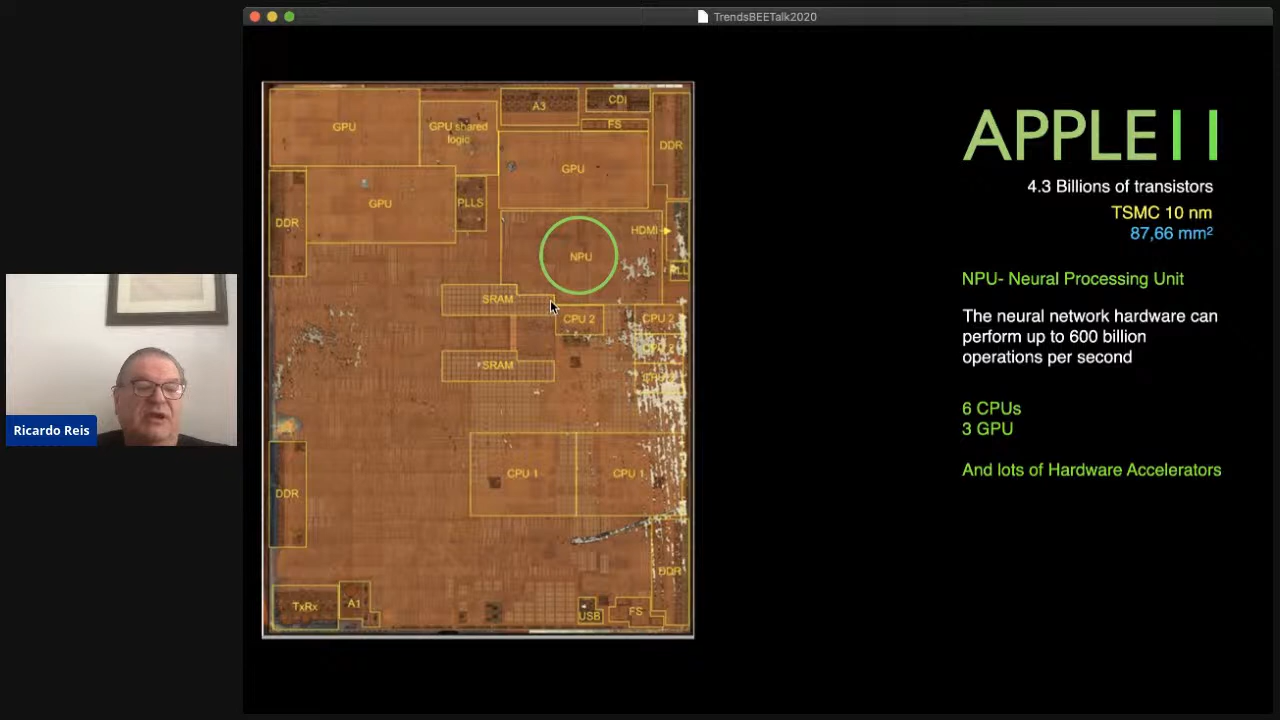 TrendsBEETalk2020
GPU
GPU shared
logic
A3
CDI
FS
DDR
GPU
DDR
GPU
PLLS
HDMI
NPU
PLL
SRAM
CPU 2
CPU 2
CPU 2
SRAM
CPU 1
CPU 1
DDR
DDR
TxRx
A1
USB
FS
APPLE11
4.3 Billions of transistors
TSMC 10 nm
87,66 mm²
NPU- Neural Processing Unit
The neural network hardware can
perform up to 600 billion
operations per second
6 CPUs
3 GPU
And lots of Hardware Accelerators
Ricardo Reis